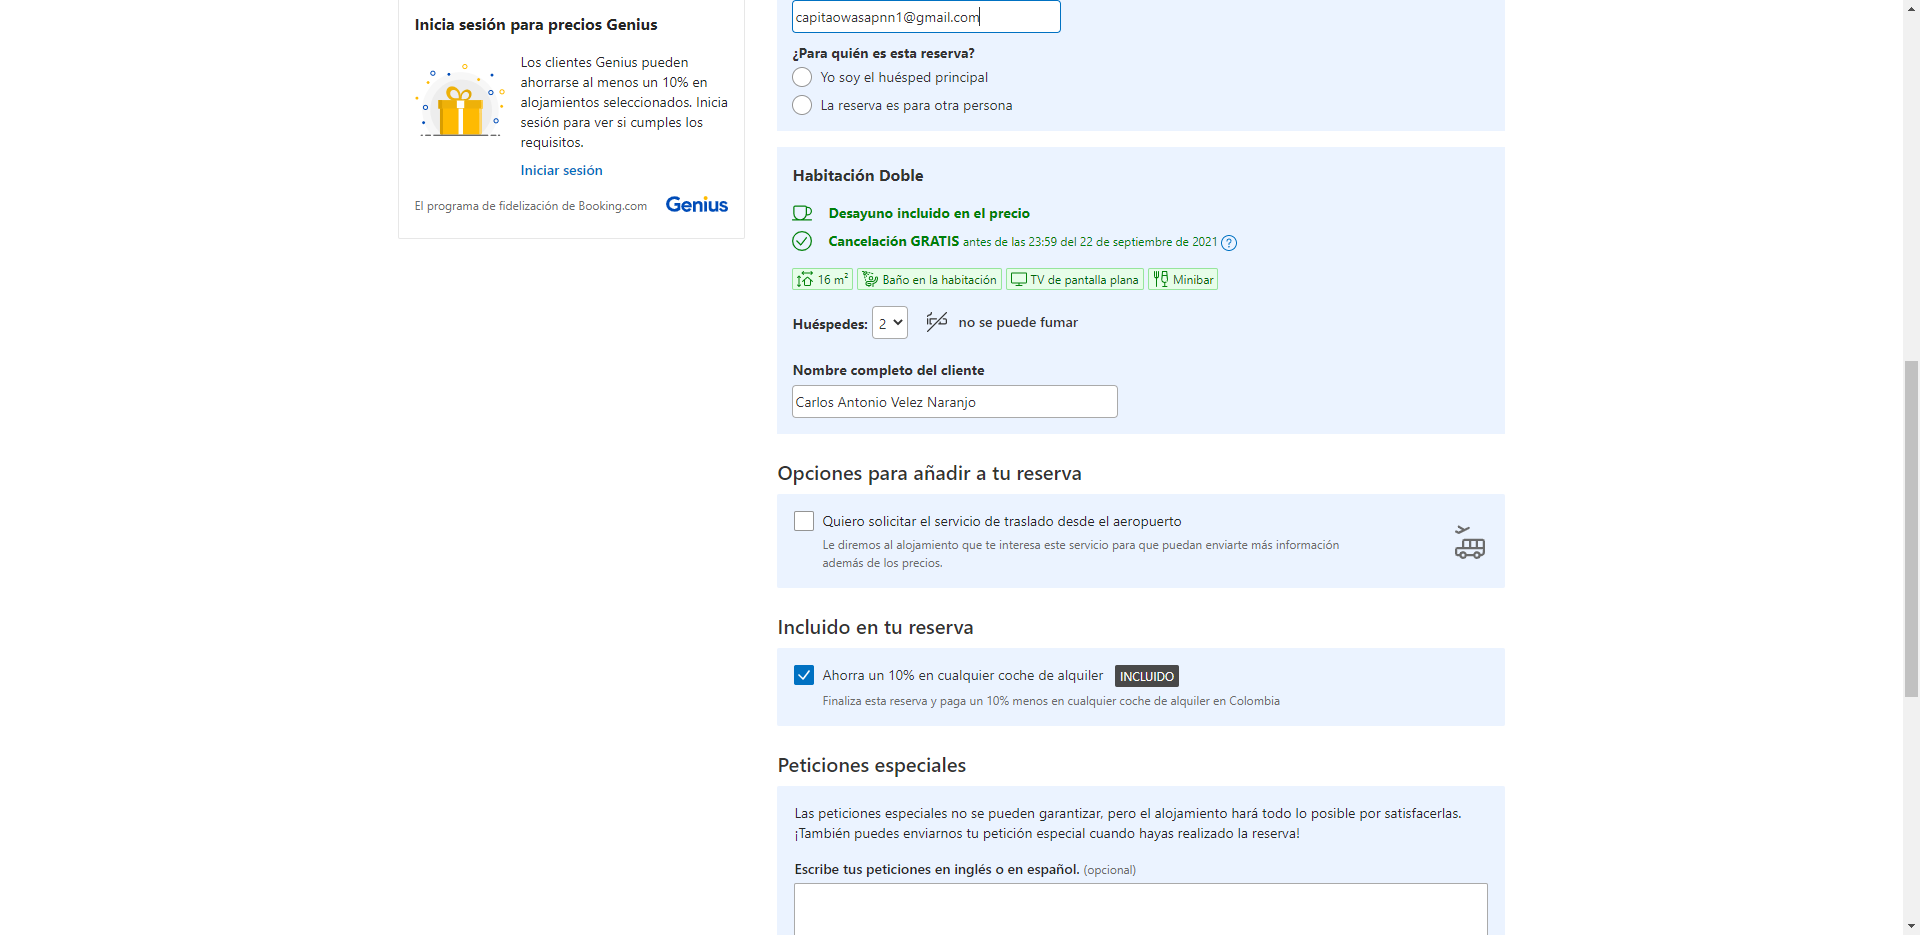 Inicia sesión para precios Genius
Los clientes Genius pueden
ahorrarse al menos un 10% en
alojamientos seleccionados. Inicia
sesión para ver si cumples los
requisitos.
Iniciar sesión
El programa de fidelización de Booking.com
Genius
capitaowasapnn1@gmail.com
¿Para quién es esta reserva?
Yo soy el huésped principal
La reserva es para otra persona
Habitación Doble
Desayuno incluido en el precio
Cancelación GRATIS antes de las 23:59 del 22 de septiembre de 2021 ?
16 m² Baño en la habitación TV de pantalla plana Minibar
Huéspedes: 2 no se puede fumar
Nombre completo del cliente
Carlos Antonio Velez Naranjo
Opciones para añadir a tu reserva
Quiero solicitar el servicio de traslado desde el aeropuerto
Le diremos al alojamiento que te interesa este servicio para que puedan enviarte más información
además de los precios.
Incluido en tu reserva
Ahorra un 10% en cualquier coche de alquiler INCLUIDO
Finaliza esta reserva y paga un 10% menos en cualquier coche de alquiler en Colombia
Peticiones especiales
Las peticiones especiales no se pueden garantizar, pero el alojamiento hará todo lo posible por satisfacerlas.
¡También puedes enviarnos tu petición especial cuando hayas realizado la reserva!
Escribe tus peticiones en inglés o en español. (opcional)